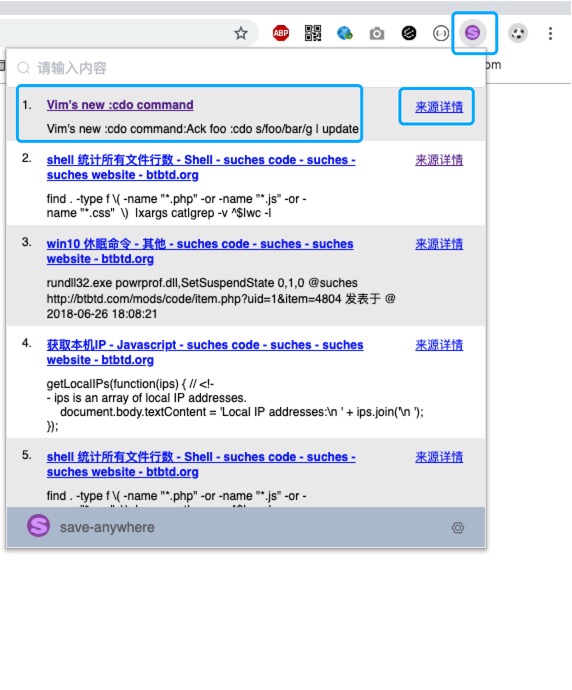 ABP
om
请输入内容
1. Vim's new :cdo command 来源详情
Vim's new :cdo command:Ack foo :cdo s/foo/bar/g | update
2. shell 统计所有文件行数 - Shell - suches code - suches - 来源详情
suches website - btbtd.org
find . -type f \( -name "*.php" -or -name "*.js" -or -
name "*.css" \) |xargs cat|grep -v ^$|wc -l
3. win10 休眠命令 - 其他 - suches code - suches - suches 来源详情
website - btbtd.org
rundll32.exe powrprof.dll,SetSuspendState 0,1,0 @suches
http://btbtd.com/mods/code/item.php?uid=1&item=4804 发表于 @
2018-06-26 18:08:21
4. 获取本机IP - Javascript - suches code - suches - suches 来源详情
website - btbtd.org
getLocalIPs(function(ips) { // <!-
- ips is an array of local IP addresses.
document.body.textContent = 'Local IP addresses:\n ' + ips.join('\n ');
});
5. shell 统计所有文件行数 - Shell - suches code - suches - 来源详情
suches website - btbtd.org
find . -type f \( -name "*.php" -or -name "*.js" -or -
S save-anywhere